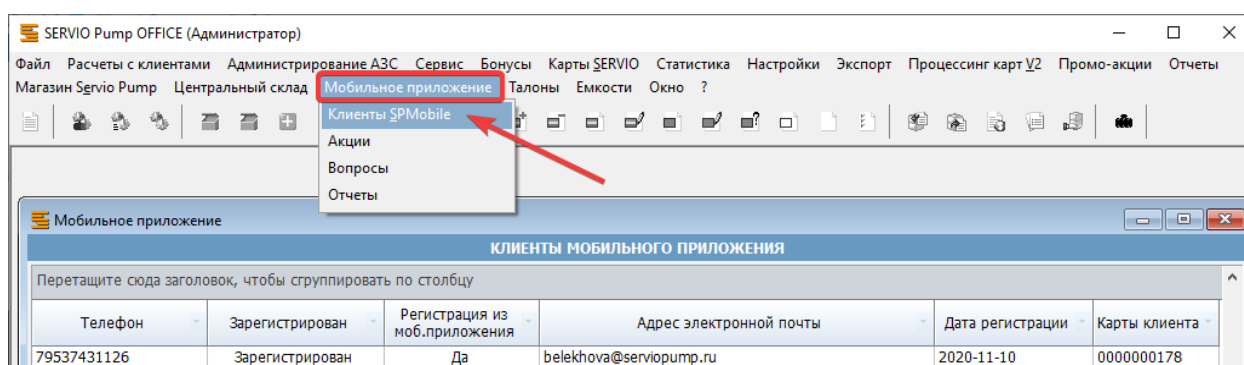 SERVIO Pump OFFICE (Администратор)
Файл Расчеты с клиентами Администрирование АЗС Сервис Бонусы Карты SERVIO Статистика Настройки Экспорт Процессинг карт V2 Промо-акции Отчеты
Магазин Servio Pump Центральный склад Мобильное приложение Талоны Емкости Окно ?
Клиенты SPMobile
Акции
Вопросы
Отчеты
Мобильное приложение
КЛИЕНТЫ МОБИЛЬНОГО ПРИЛОЖЕНИЯ
Перетащите сюда заголовок, чтобы сгруппировать по столбцу
Телефон Зарегистрирован Регистрация из моб.приложения Адрес электронной почты Дата регистрации Карты клиента
79537431126 Зарегистрирован Да belekhova@serviopump.ru 2020-11-10 0000000178